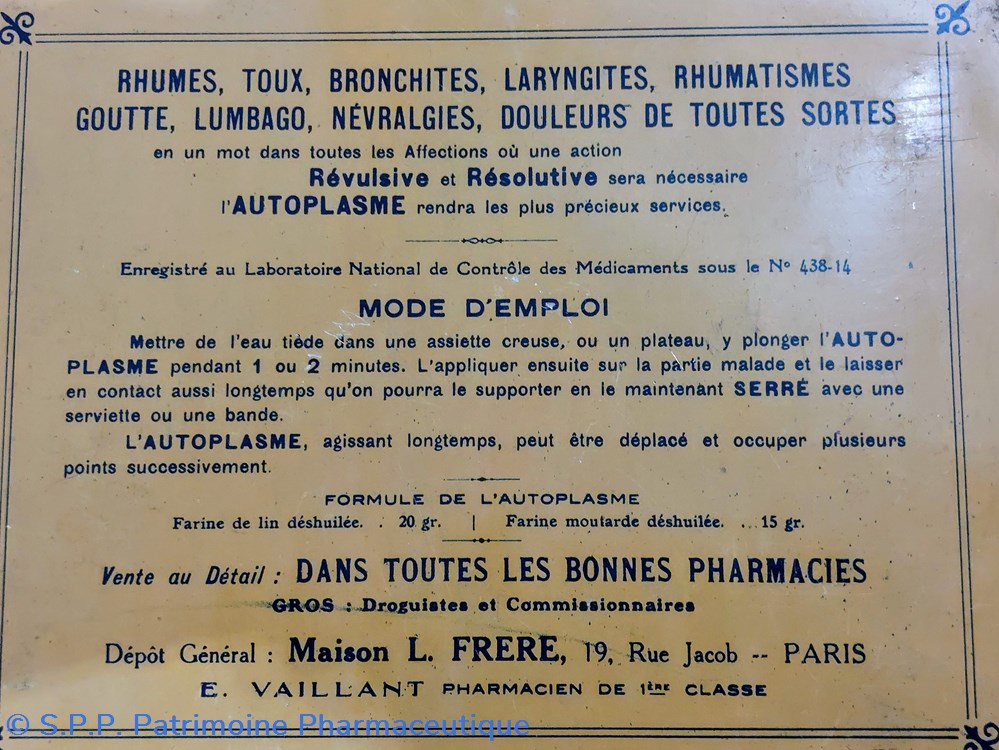 RHUMES, TOUX, BRONCHITES, LARYNGITES, RHUMATISMES
GOUTTE, LUMBAGO, NÉVRALGIES, DOULEURS DE TOUTES SORTES
en un mot dans toutes les Affections où une action
Révulsive et Résolutive sera nécessaire
l'AUTOPLASME rendra les plus précieux services.
Enregistré au Laboratoire National de Contrôle des Médicaments sous le N° 438-14
MODE D'EMPLOI
Mettre de l'eau tiède dans une assiette creuse, ou un plateau, y plonger l'AUTO-
PLASME pendant 1 ou 2 minutes. L'appliquer ensuite sur la partie malade et le laisser
en contact aussi longtemps qu'on pourra le supporter en le maintenant SERRÉ avec une
serviette ou une bande.
L'AUTOPLASME, agissant longtemps, peut être déplacé et occuper plusieurs
points successivement.
FORMULE DE L'AUTOPLASME
Farine de lin déshuilée. . 20 gr. | Farine moutarde déshuilée. ... 15 gr.
Vente au Détail : DANS TOUTES LES BONNES PHARMACIES
GROS : Droguistes et Commissionnaires
Dépôt Général : Maison L. FRERE, 19, Rue Jacob -- PARIS
E. VAILLANT PHARMACIEN DE 1ÈRE CLASSE
© S.P.P. Patrimoine Pharmaceutique